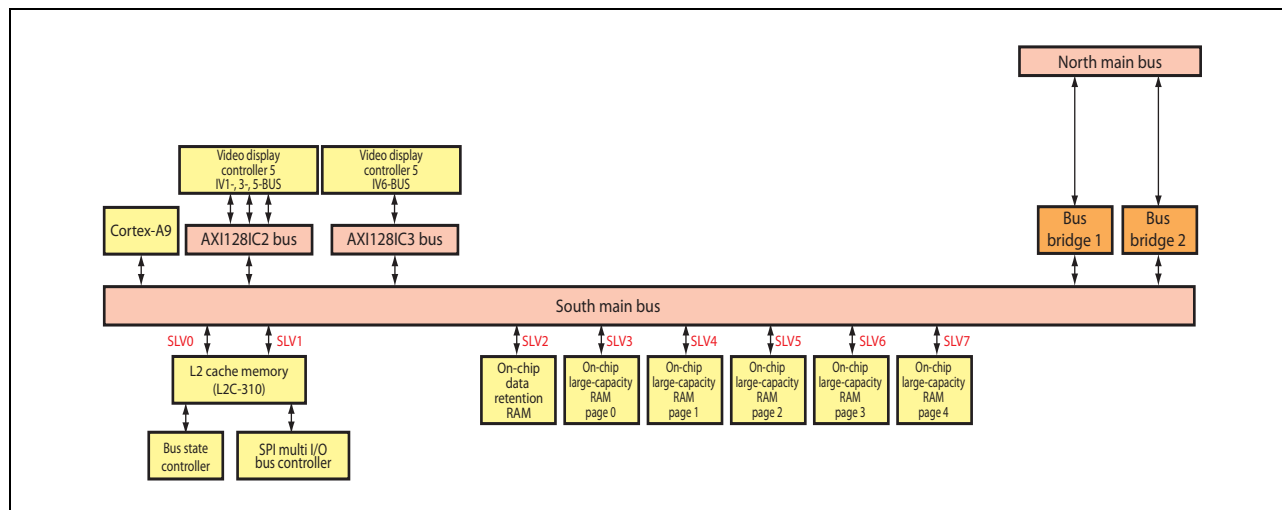 North main bus
Video display
controller 5
IV1-, 3-, 5-BUS
Video display
controller 5
IV6-BUS
Cortex-A9
AXI128IC2 bus
AXI128IC3 bus
Bus
bridge 1
Bus
bridge 2
South main bus
SLV0
SLV1
SLV2
SLV3
SLV4
SLV5
SLV6
SLV7
L2 cache memory
(L2C-310)
On-chip
data
retention
RAM
On-chip
large-capacity
RAM
page 0
On-chip
large-capacity
RAM
page 1
On-chip
large-capacity
RAM
page 2
On-chip
large-capacity
RAM
page 3
On-chip
large-capacity
RAM
page 4
Bus state
controller
SPI multi I/O
bus controller